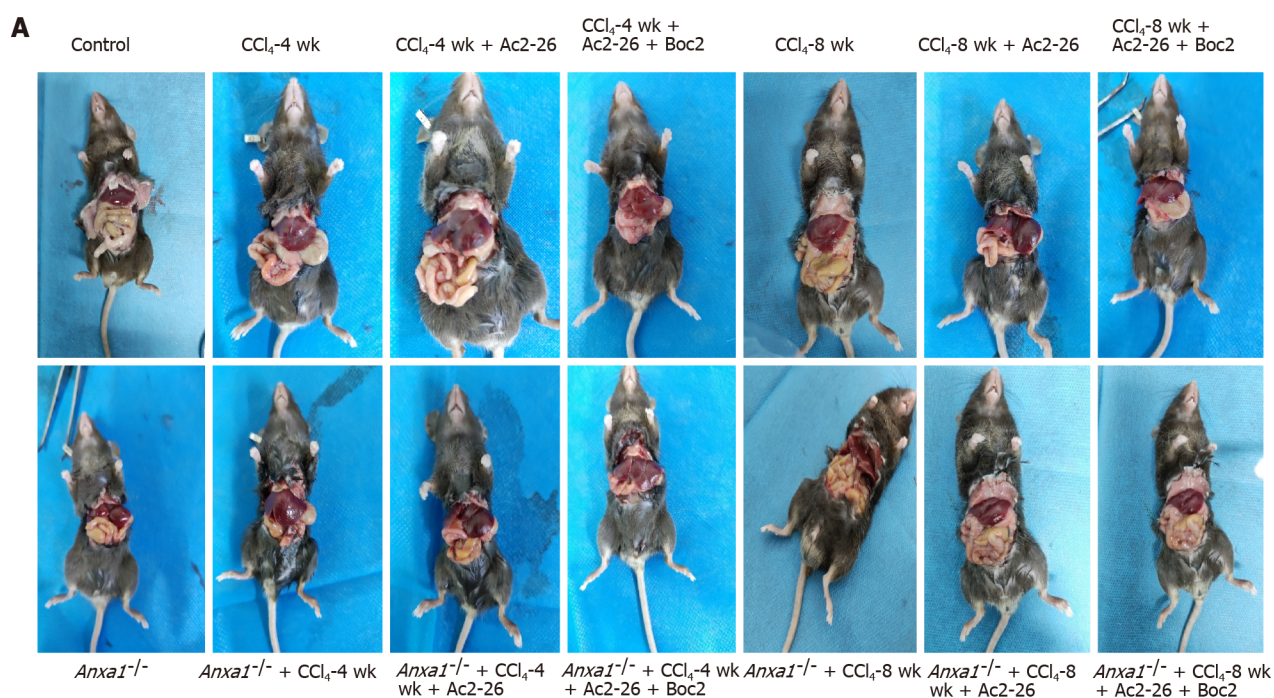 A
Control
CCl₄-4 wk
CCl₄-4 wk + Ac2-26
CCl₄-4 wk +
Ac2-26 + Boc2
CCl₄-8 wk
CCl₄-8 wk + Ac2-26
CCl₄-8 wk +
Ac2-26 + Boc2
Anxa1⁻/⁻
Anxa1⁻/⁻ + CCl₄-4 wk
Anxa1⁻/⁻ + CCl₄-4
wk + Ac2-26
Anxa1⁻/⁻ + CCl₄-4 wk
+ Ac2-26 + Boc2
Anxa1⁻/⁻ + CCl₄-8 wk
Anxa1⁻/⁻ + CCl₄-8
wk + Ac2-26
Anxa1⁻/⁻ + CCl₄-8 wk
+ Ac2-26 + Boc2